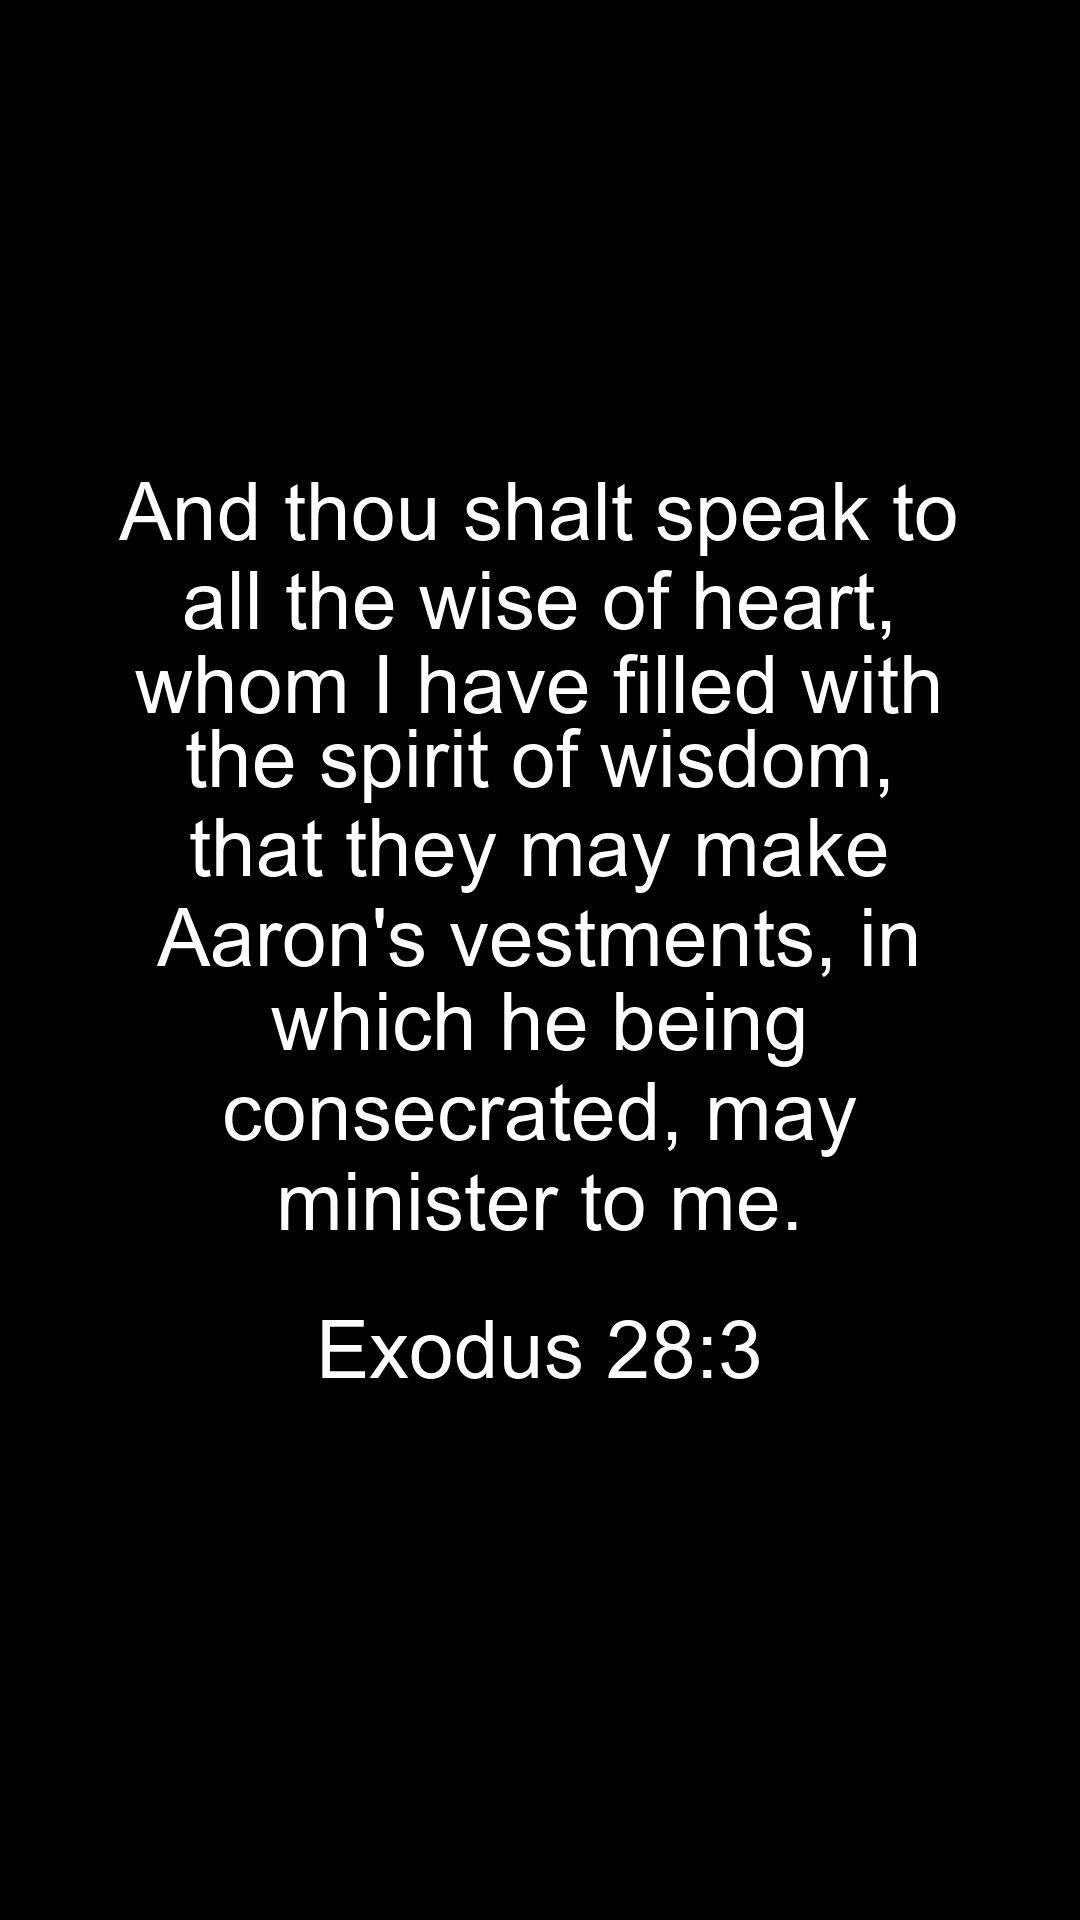 And thou shalt speak to
all the wise of heart,
whom I have filled with
the spirit of wisdom,
that they may make
Aaron's vestments, in
which he being
consecrated, may
minister to me.
Exodus 28:3